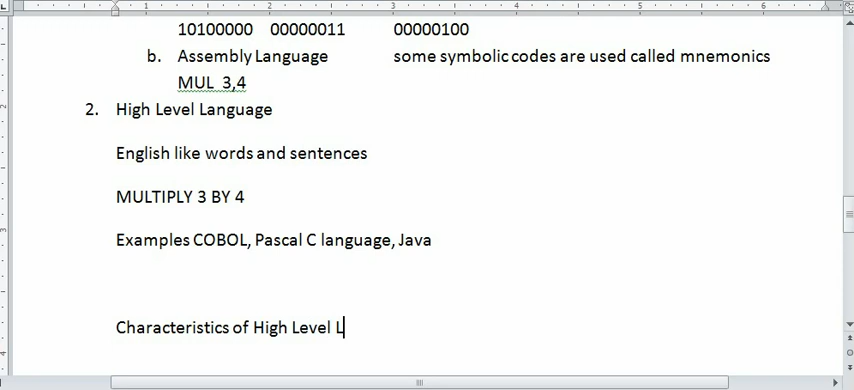 10100000 00000011 00000100
b. Assembly Language some symbolic codes are used called mnemonics
MUL 3,4
2. High Level Language
English like words and sentences
MULTIPLY 3 BY 4
Examples COBOL, Pascal C language, Java
Characteristics of High Level L